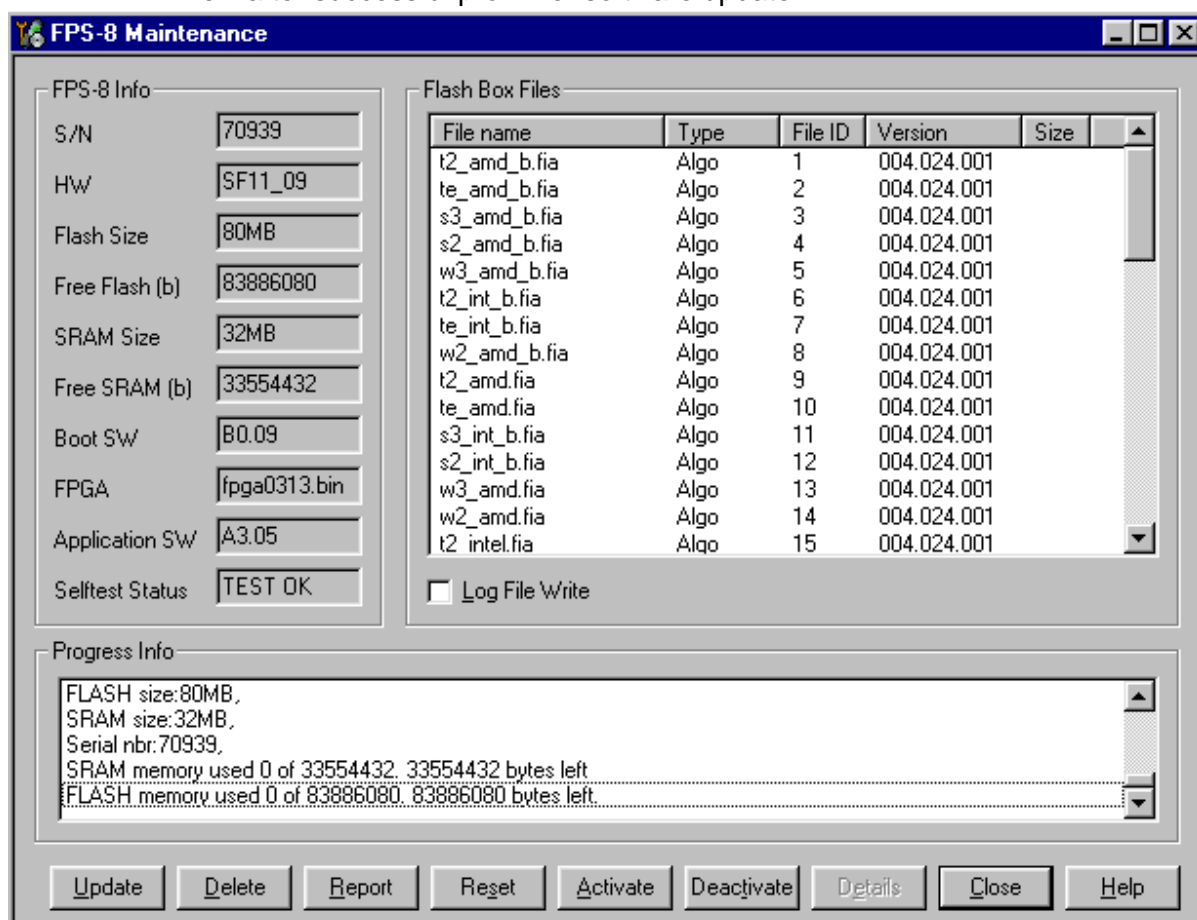 FPS-8 Maintenance
FPS-8 Info
S/N 70939
HW SF11_09
Flash Size 80MB
Free Flash (b) 83886080
SRAM Size 32MB
Free SRAM (b) 33554432
Boot SW B0.09
FPGA fpga0313.bin
Application SW A3.05
Selftest Status TEST OK
Flash Box Files
File name Type File ID Version Size
t2_amd_b.fia Algo 1 004.024.001
te_amd_b.fia Algo 2 004.024.001
s3_amd_b.fia Algo 3 004.024.001
s2_amd_b.fia Algo 4 004.024.001
w3_amd_b.fia Algo 5 004.024.001
t2_int_b.fia Algo 6 004.024.001
te_int_b.fia Algo 7 004.024.001
w2_amd_b.fia Algo 8 004.024.001
t2_amd.fia Algo 9 004.024.001
te_amd.fia Algo 10 004.024.001
s3_int_b.fia Algo 11 004.024.001
s2_int_b.fia Algo 12 004.024.001
w3_amd.fia Algo 13 004.024.001
w2_amd.fia Algo 14 004.024.001
t2_intel.fia Algo 15 004.024.001
Log File Write
Progress Info
FLASH size:80MB,
SRAM size:32MB,
Serial nbr:70939,
SRAM memory used 0 of 33554432. 33554432 bytes left
FLASH memory used 0 of 83886080. 83886080 bytes left.
Update Delete Report Reset Activate Deactivate Details Close Help